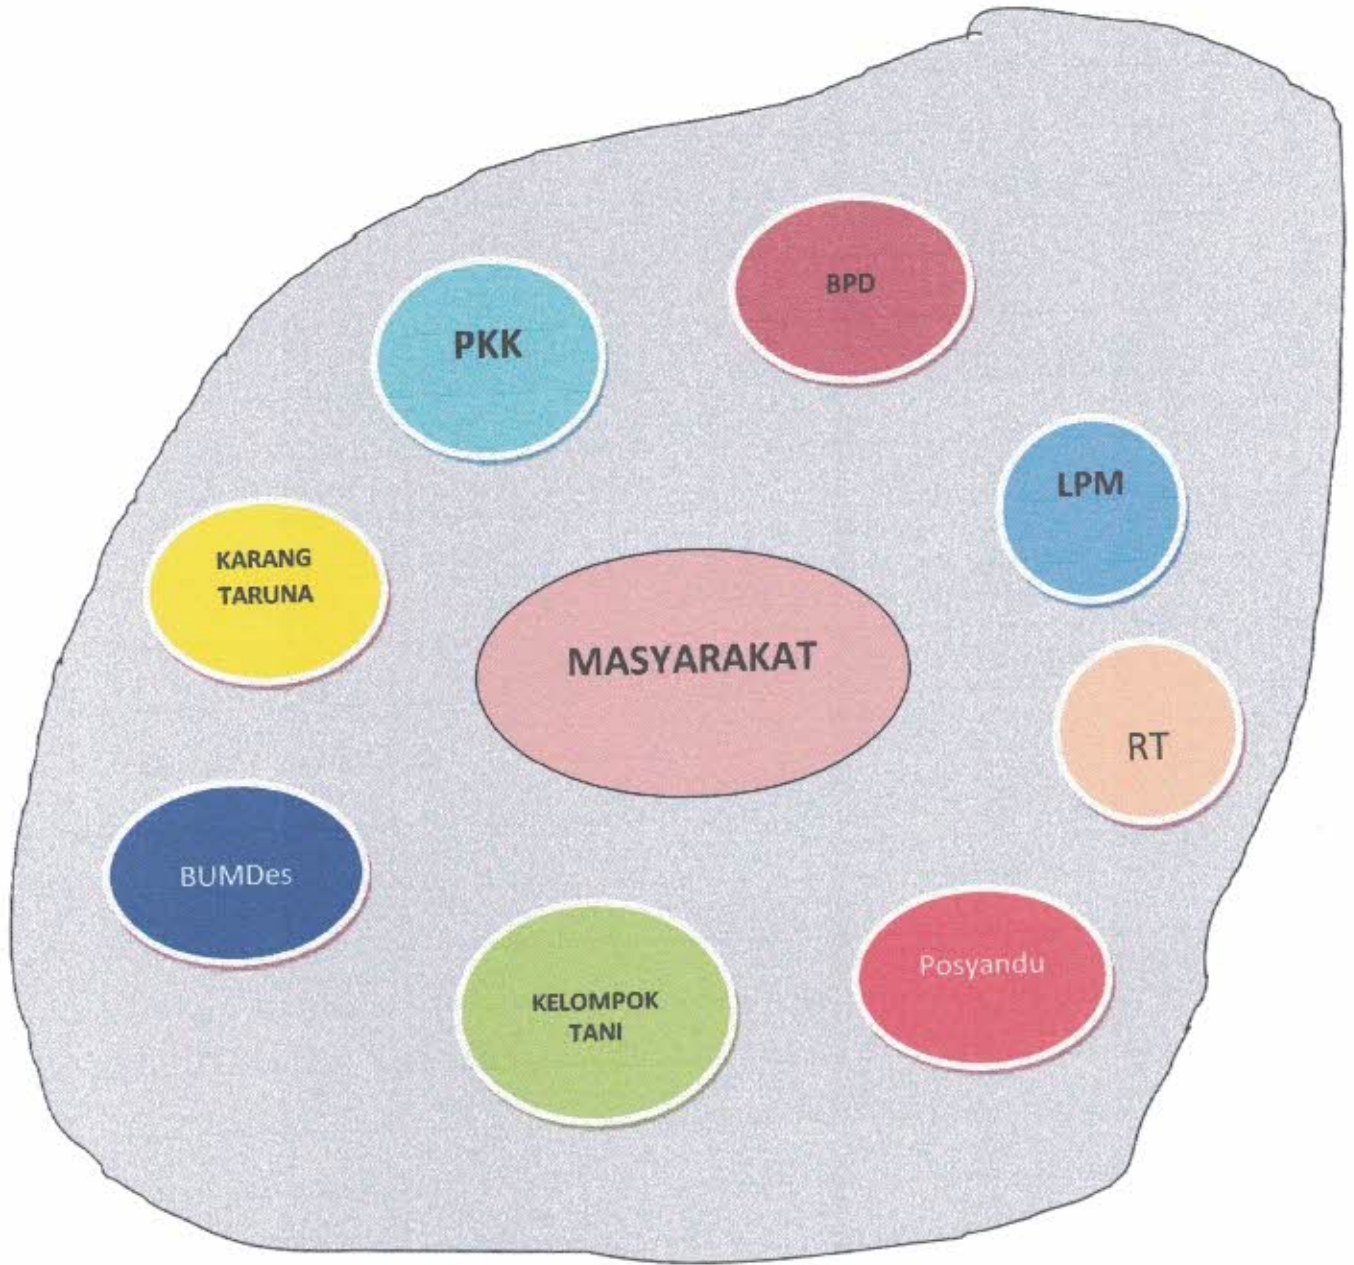 BPD
PKK
LPM
KARANG
TARUNA
MASYARAKAT
RT
BUMDes
Posyandu
KELOMPOK
TANI